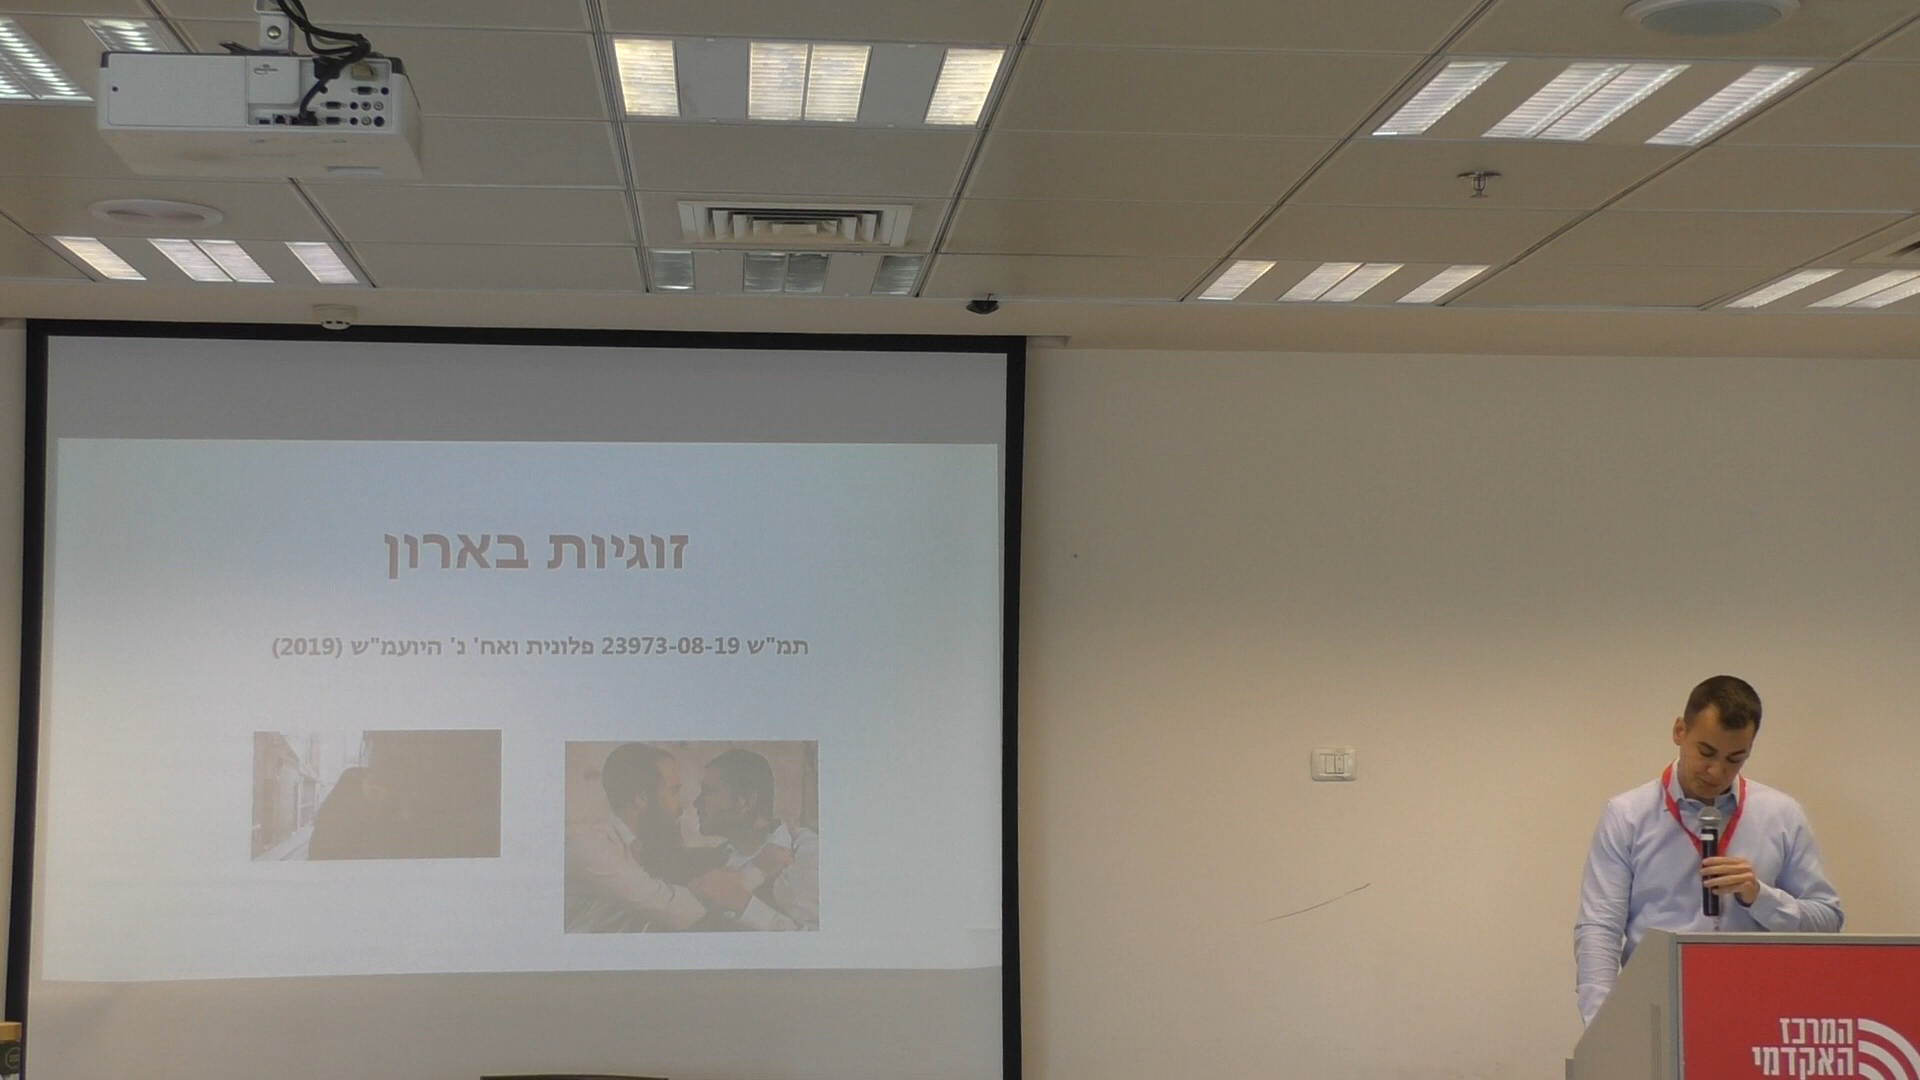 זוגיות בארון
תמ"ש 23973-08-19 פלונית ואח' נ' היועמ"ש (2019)
המרכז
האקדמי